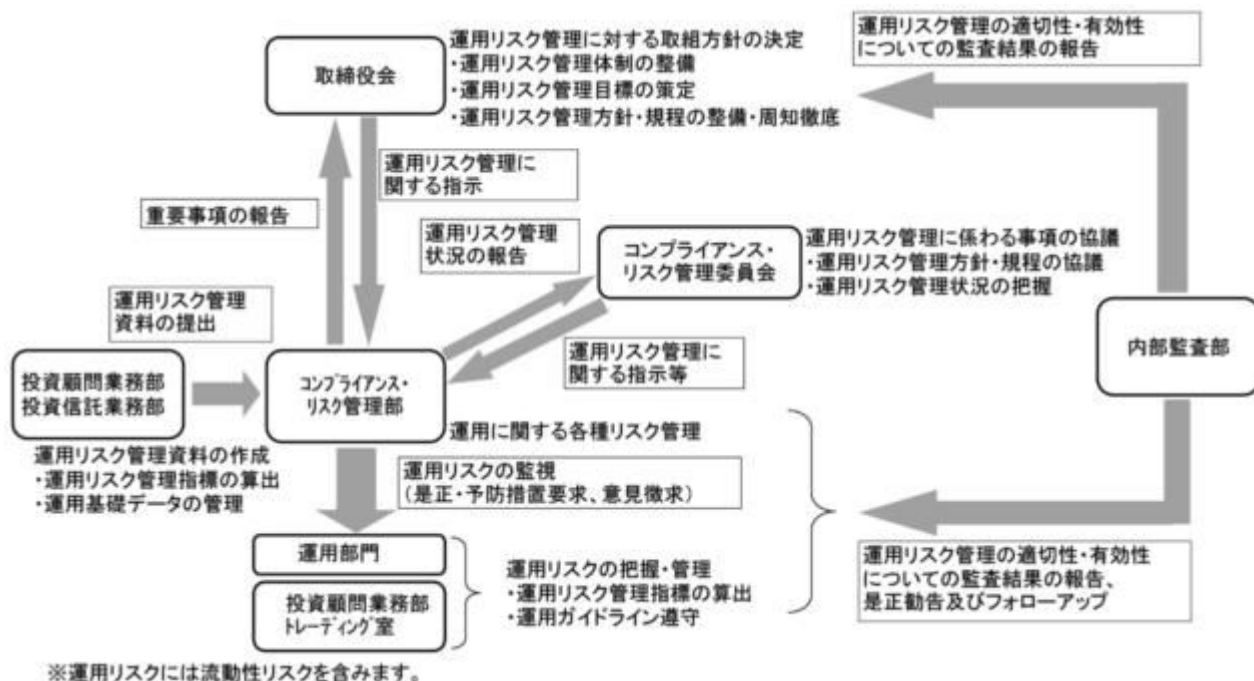 取締役会
運用リスク管理に対する取組方針の決定
・運用リスク管理体制の整備
・運用リスク管理目標の策定
・運用リスク管理方針・規程の整備・周知徹底
運用リスク管理の適切性・有効性
についての監査結果の報告
重要事項の報告
運用リスク管理に
関する指示
運用リスク管理
状況の報告
コンプライアンス・
リスク管理委員会
運用リスク管理に係わる事項の協議
・運用リスク管理方針・規程の協議
・運用リスク管理状況の把握
運用リスク管理
資料の提出
運用リスク管理に
関する指示等
内部監査部
投資顧問業務部
投資信託業務部
コンプライアンス・
リスク管理部
運用に関する各種リスク管理
運用リスク管理資料の作成
・運用リスク管理指標の算出
・運用基礎データの管理
運用リスクの監視
(是正・予防措置要求、意見徴求)
運用部門
投資顧問業務部
トレーディング室
運用リスクの把握・管理
・運用リスク管理指標の算出
・運用ガイドライン遵守
運用リスク管理の適切性・有効性
についての監査結果の報告、
是正勧告及びフォローアップ
※運用リスクには流動性リスクを含みます。